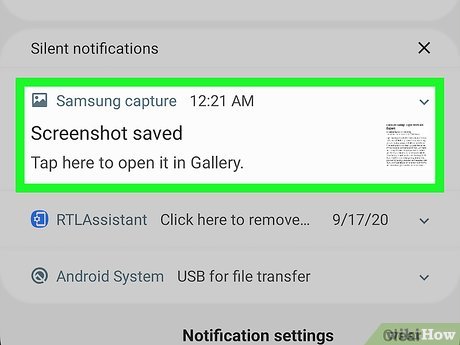 Silent notifications
Samsung capture 12:21 AM
Screenshot saved
Tap here to open it in Gallery.
RTLAssistant Click here to remove... 9/17/20
Android System USB for file transfer
Notification settings
wikiHow